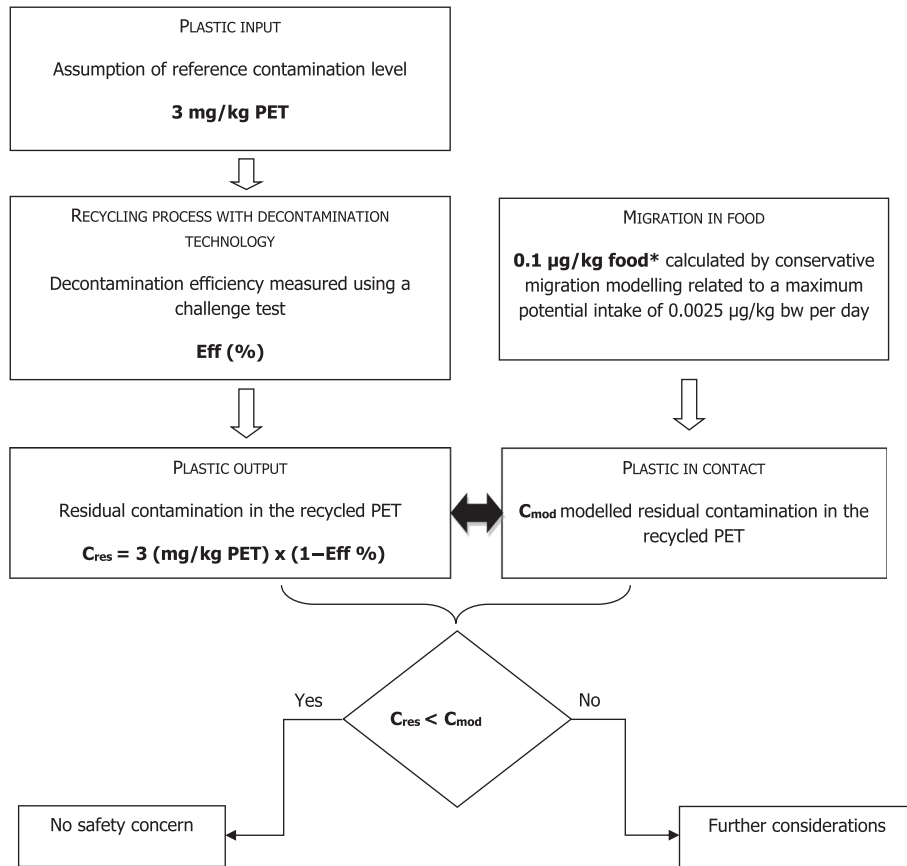 PLASTIC INPUT
Assumption of reference contamination level
3 mg/kg PET
RECYCLING PROCESS WITH DECONTAMINATION
TECHNOLOGY
Decontamination efficiency measured using a
challenge test
Eff (%)
MIGRATION IN FOOD
0.1 µg/kg food* calculated by conservative
migration modelling related to a maximum
potential intake of 0.0025 µg/kg bw per day
PLASTIC OUTPUT
Residual contamination in the recycled PET
Cres = 3 (mg/kg PET) x (1–Eff %)
PLASTIC IN CONTACT
Cmod modelled residual contamination in the
recycled PET
Yes
No
Cres < Cmod
No safety concern
Further considerations